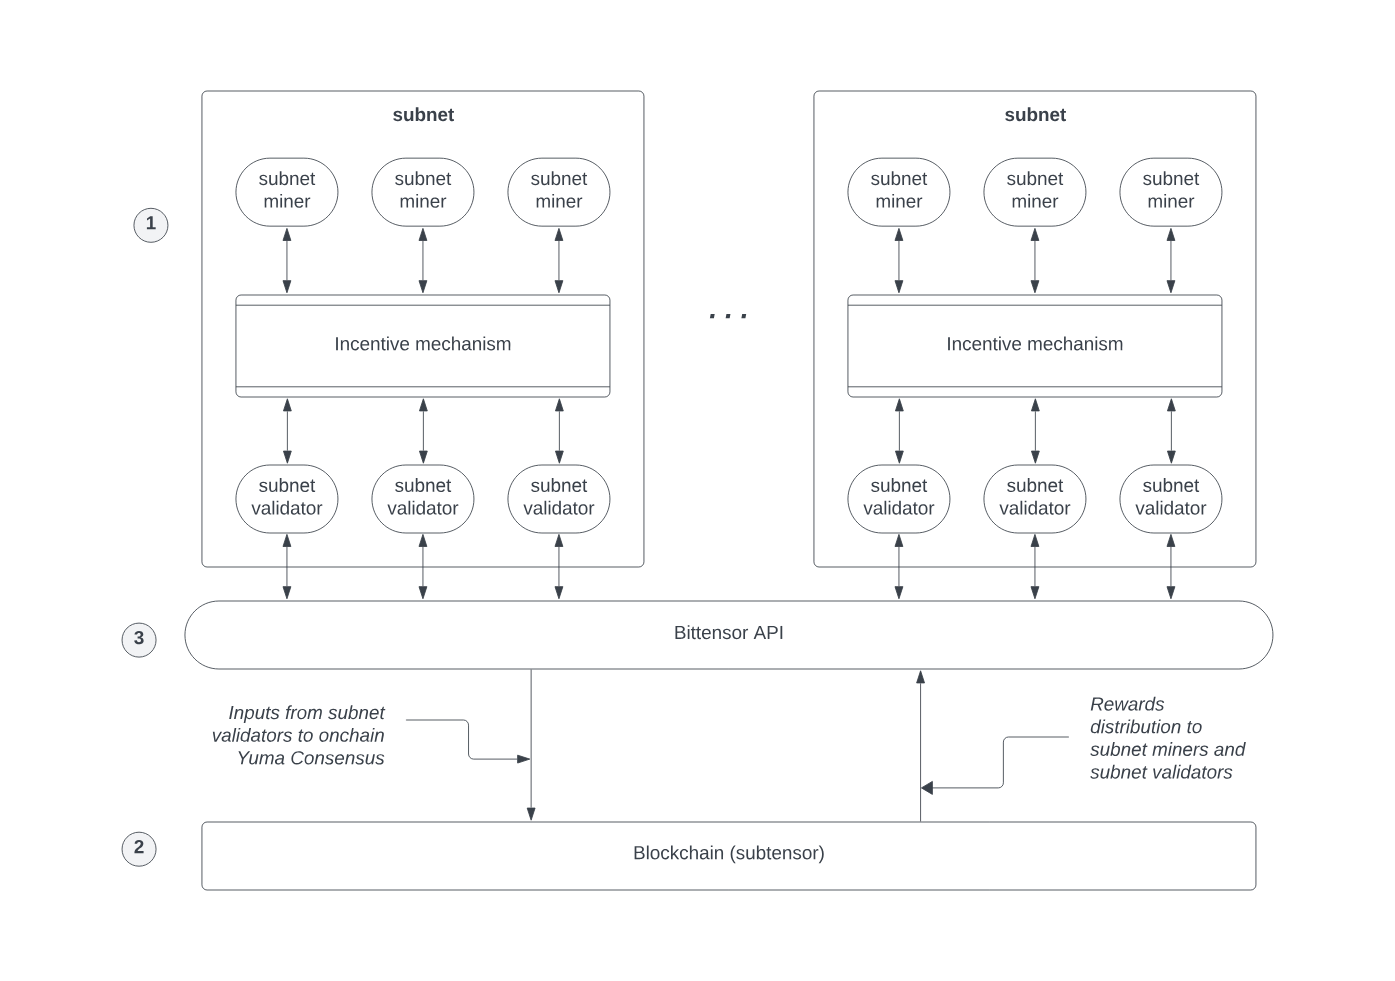 subnet
subnet
subnet
miner
subnet
miner
subnet
miner
subnet
miner
subnet
miner
subnet
miner
1
. . .
Incentive mechanism
Incentive mechanism
subnet
validator
subnet
validator
subnet
validator
subnet
validator
subnet
validator
subnet
validator
3
Bittensor API
Inputs from subnet
validators to onchain
Yuma Consensus
Rewards
distribution to
subnet miners and
subnet validators
2
Blockchain (subtensor)